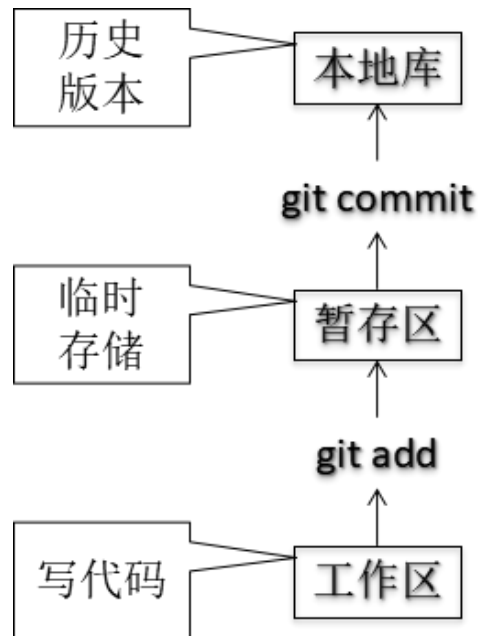 历史
版本
本地库
git commit
临时
存储
暂存区
git add
写代码
工作区